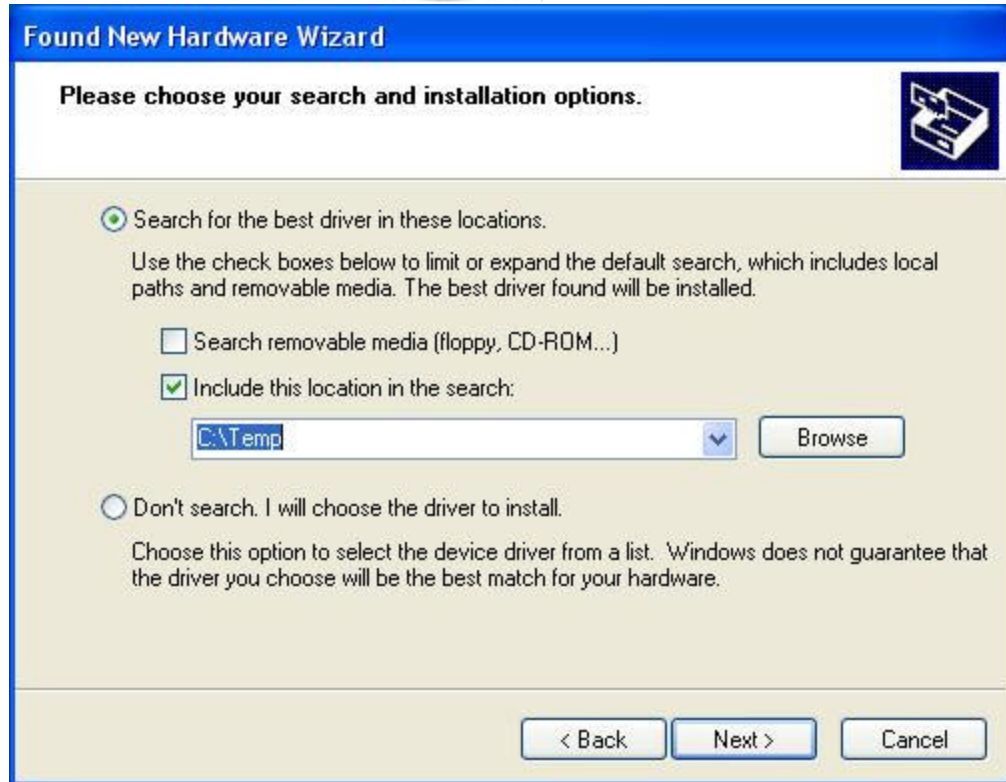 Found New Hardware Wizard
Please choose your search and installation options.
Search for the best driver in these locations.
Use the check boxes below to limit or expand the default search, which includes local
paths and removable media. The best driver found will be installed.
Search removable media (floppy, CD-ROM...)
Include this location in the search:
C:\Temp
Browse
Don't search. I will choose the driver to install.
Choose this option to select the device driver from a list. Windows does not guarantee that
the driver you choose will be the best match for your hardware.
< Back Next > Cancel